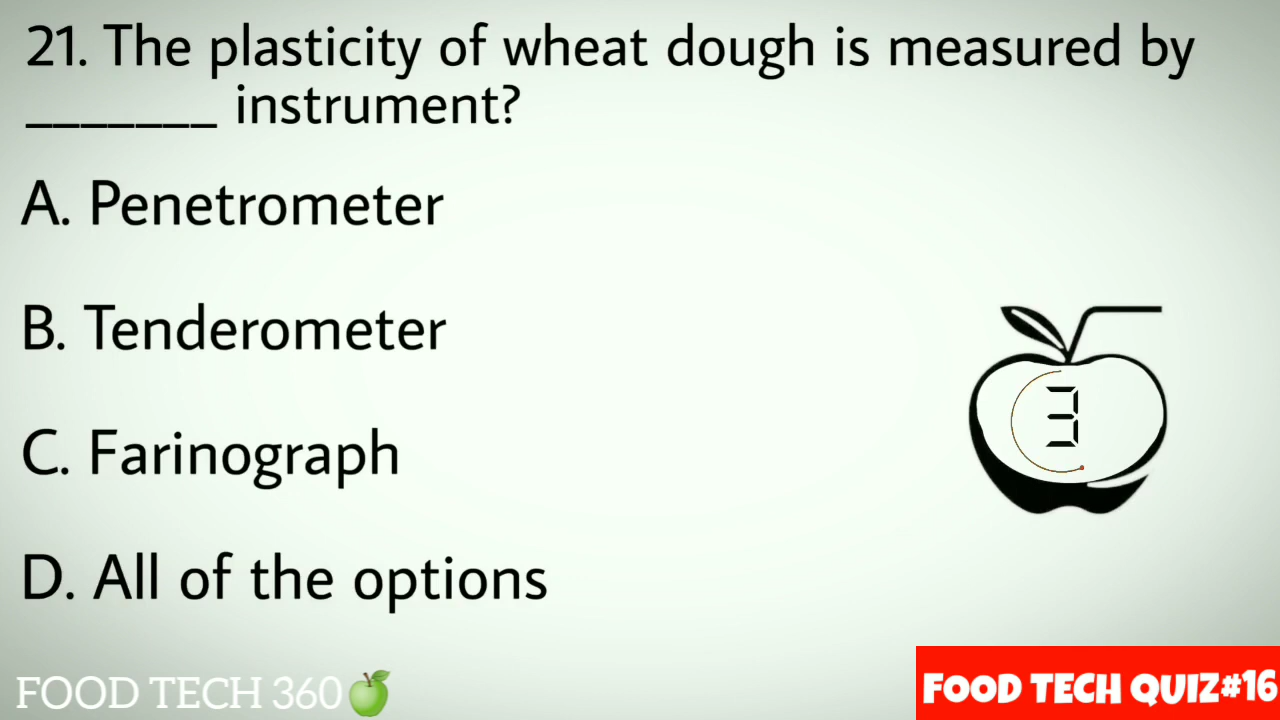 21. The plasticity of wheat dough is measured by
_______ instrument?
A. Penetrometer
B. Tenderometer
3
C. Farinograph
D. All of the options
FOOD TECH 360
FOOD TECH QUIZ#16